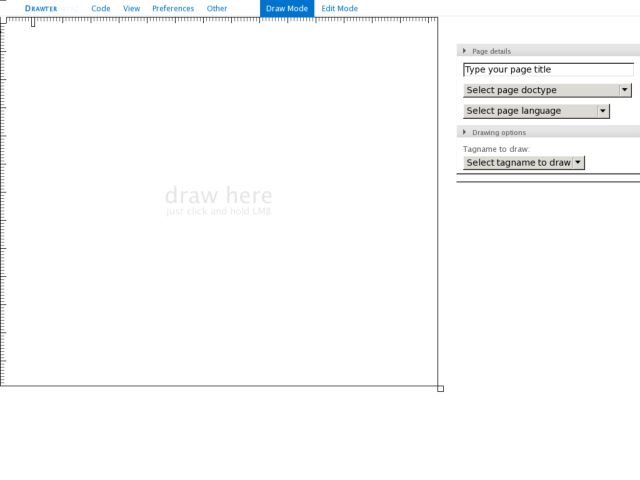 DRAWTER Code View Preferences Other Draw Mode Edit Mode
Page details
Type your page title
Select page doctype
Select page language
Drawing options
Tagname to draw:
Select tagname to draw
draw here
just click and hold LMB